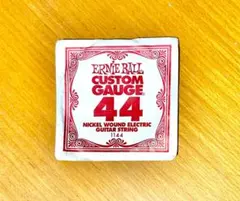 ERNIE BALL
CUSTOM
GAUGE
44
NICKEL WOUND ELECTRIC
GUITAR STRING
1144